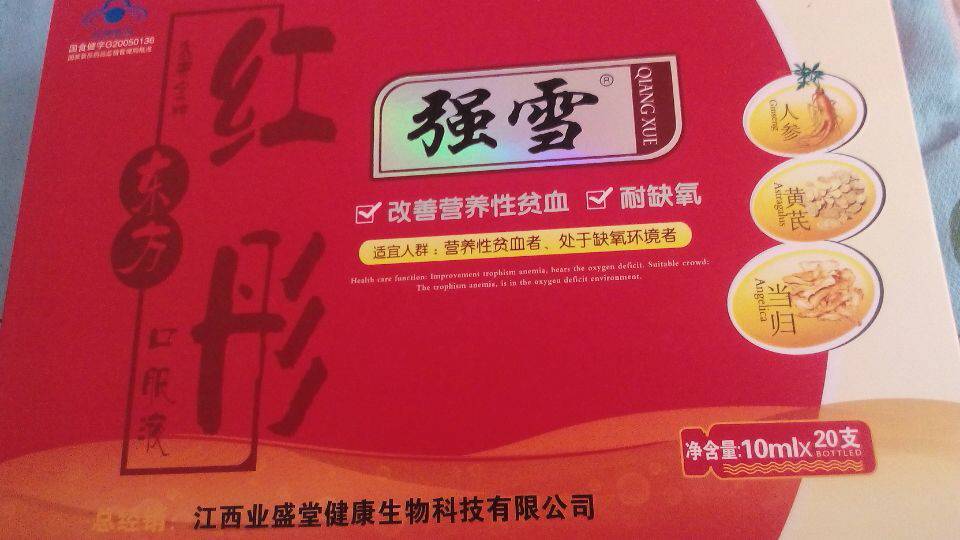 国食健字G20050136
国家食品药品监督管理局批准
红彤
东方
口服液
强雪®
QIANG XUE
改善营养性贫血 耐缺氧
适宜人群：营养性贫血者、处于缺氧环境者
Health care function: Improvement trophism anemia, bears the oxygen deficit. Suitable crowd:
The trophism anemia, is in the oxygen deficit environment.
人参
Ginseng
黄芪
Astragalus
当归
Angelica
净含量:10mlx20支
BOTTLED
总经销：江西业盛堂健康生物科技有限公司